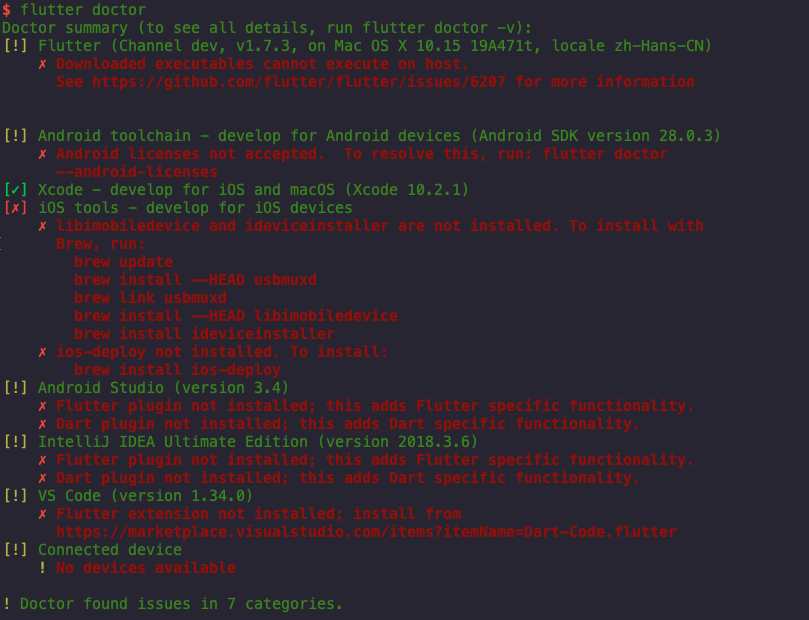 $ flutter doctor
Doctor summary (to see all details, run flutter doctor -v):
[!] Flutter (Channel dev, v1.7.3, on Mac OS X 10.15 19A471t, locale zh-Hans-CN)
✗ Downloaded executables cannot execute on host.
See https://github.com/flutter/flutter/issues/6207 for more information
[!] Android toolchain - develop for Android devices (Android SDK version 28.0.3)
✗ Android licenses not accepted.  To resolve this, run: flutter doctor
--android-licenses
[✓] Xcode - develop for iOS and macOS (Xcode 10.2.1)
[✗] iOS tools - develop for iOS devices
✗ libimobiledevice and ideviceinstaller are not installed. To install with
Brew, run:
brew update
brew install --HEAD usbmuxd
brew link usbmuxd
brew install --HEAD libimobiledevice
brew install ideviceinstaller
✗ ios-deploy not installed. To install:
brew install ios-deploy
[!] Android Studio (version 3.4)
✗ Flutter plugin not installed; this adds Flutter specific functionality.
✗ Dart plugin not installed; this adds Dart specific functionality.
[!] IntelliJ IDEA Ultimate Edition (version 2018.3.6)
✗ Flutter plugin not installed; this adds Flutter specific functionality.
✗ Dart plugin not installed; this adds Dart specific functionality.
[!] VS Code (version 1.34.0)
✗ Flutter extension not installed; install from
https://marketplace.visualstudio.com/items?itemName=Dart-Code.flutter
[!] Connected device
! No devices available
! Doctor found issues in 7 categories.